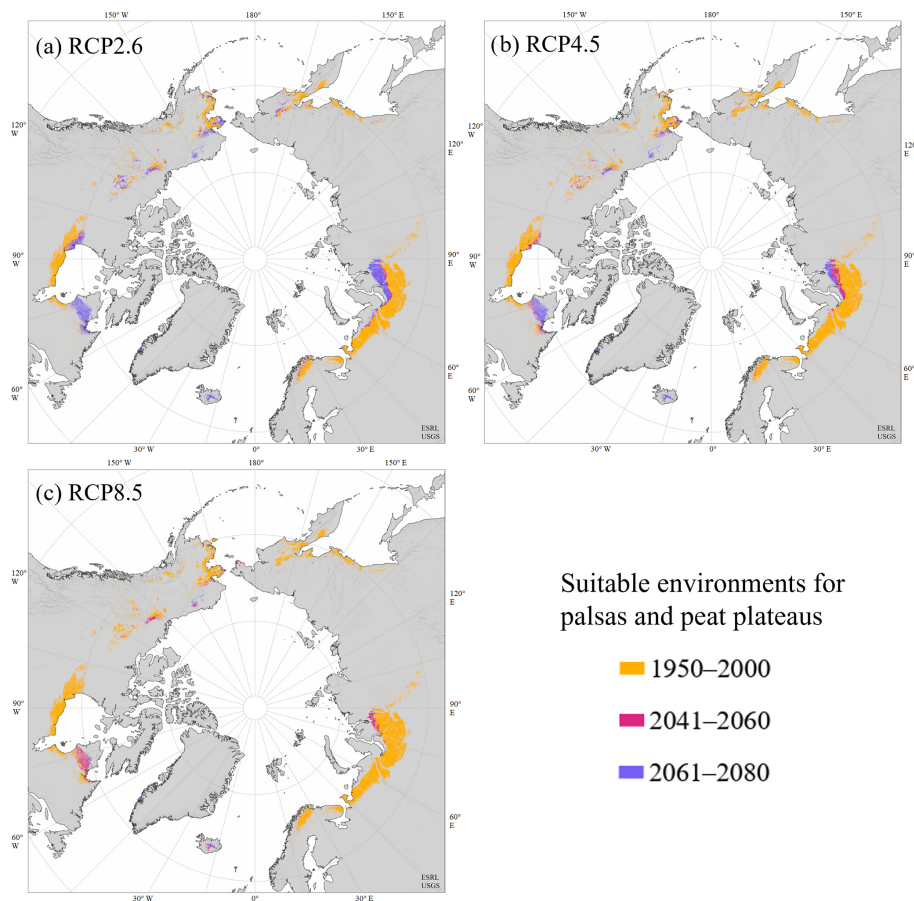 150° W
180°
150° E
(a) RCP2.6
120°
W
120
E
90°
W
90°
E
60°
W
60°
E
ESRL
USGS
30° W
0°
30° E
150° W
180°
150° E
(b) RCP4.5
120°
W
120
E
90°
W
90°
E
60°
W
60°
E
ESRL
USGS
30° W
0°
30° E
150° W
180°
150° E
(c) RCP8.5
120°
W
120°
E
90°
W
90°
E
60°
W
60°
E
ESRL
USGS
30° W
0°
30° E
Suitable environments for
palsas and peat plateaus
1950–2000
2041–2060
2061–2080